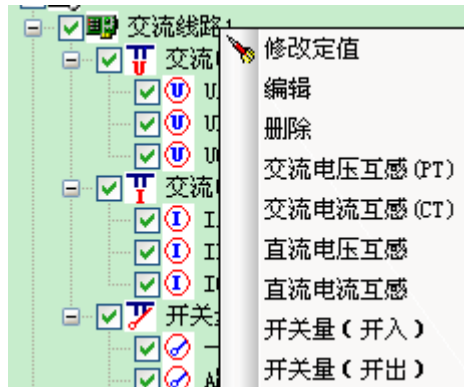 交流线路1
交流
U
U
U
交流
I
I
I
开关
修改定值
编辑
删除
交流电压互感(PT)
交流电流互感(CT)
直流电压互感
直流电流互感
开关量(开入)
开关量(开出)